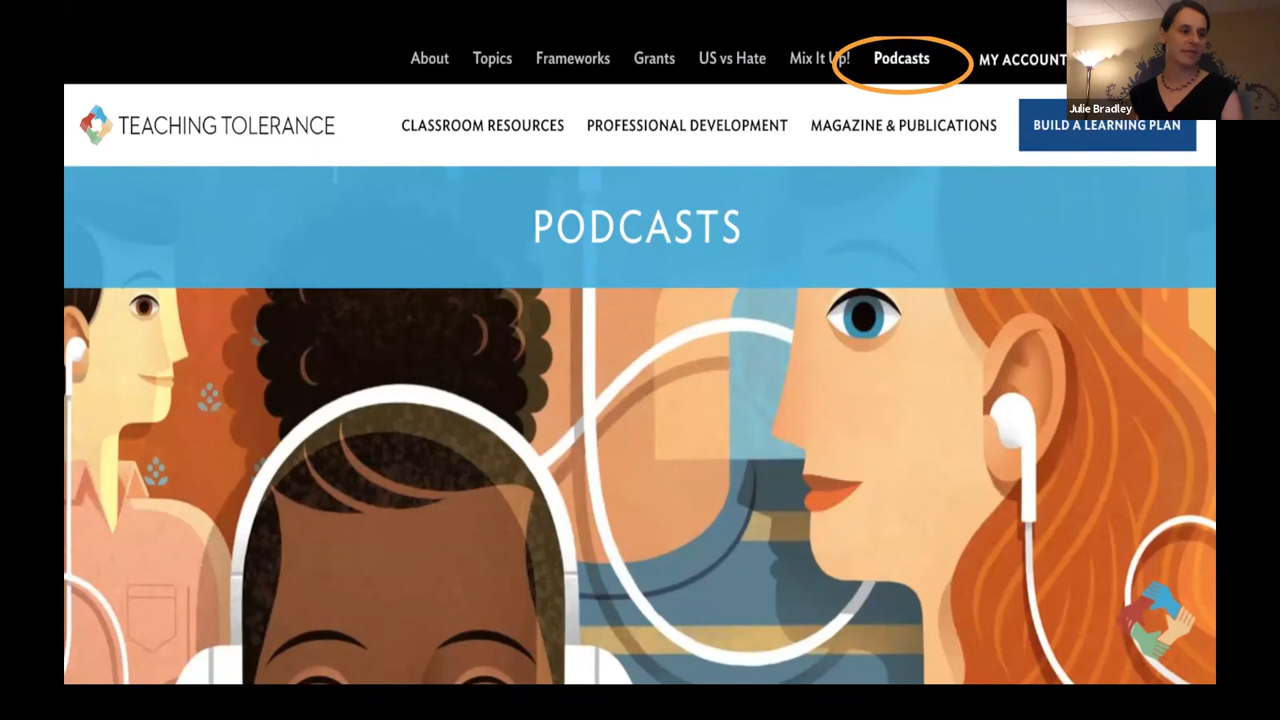 About Topics Frameworks Grants US vs Hate Mix It Up! Podcasts MY ACCOUNT
Julie Bradley
TEACHING TOLERANCE CLASSROOM RESOURCES PROFESSIONAL DEVELOPMENT MAGAZINE & PUBLICATIONS BUILD A LEARNING PLAN
PODCASTS